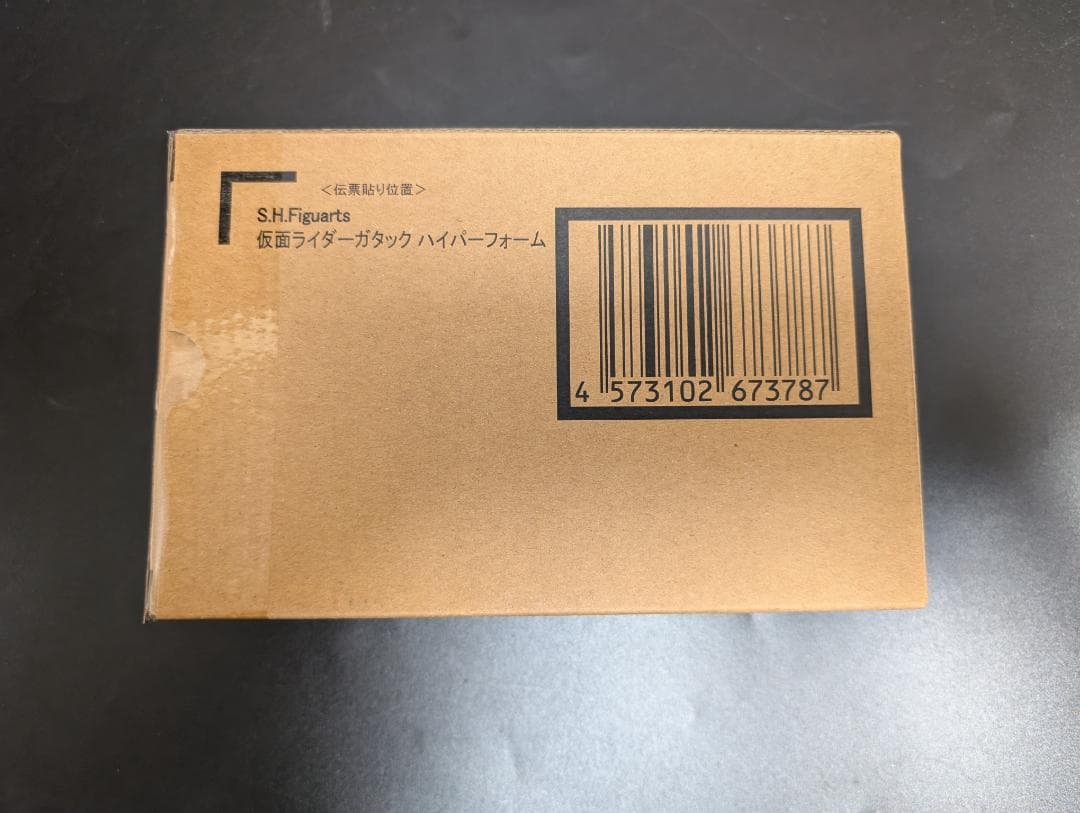 ＜伝票貼り位置＞
S.H.Figuarts
仮面ライダーガタック ハイパーフォーム
4 573102 673787